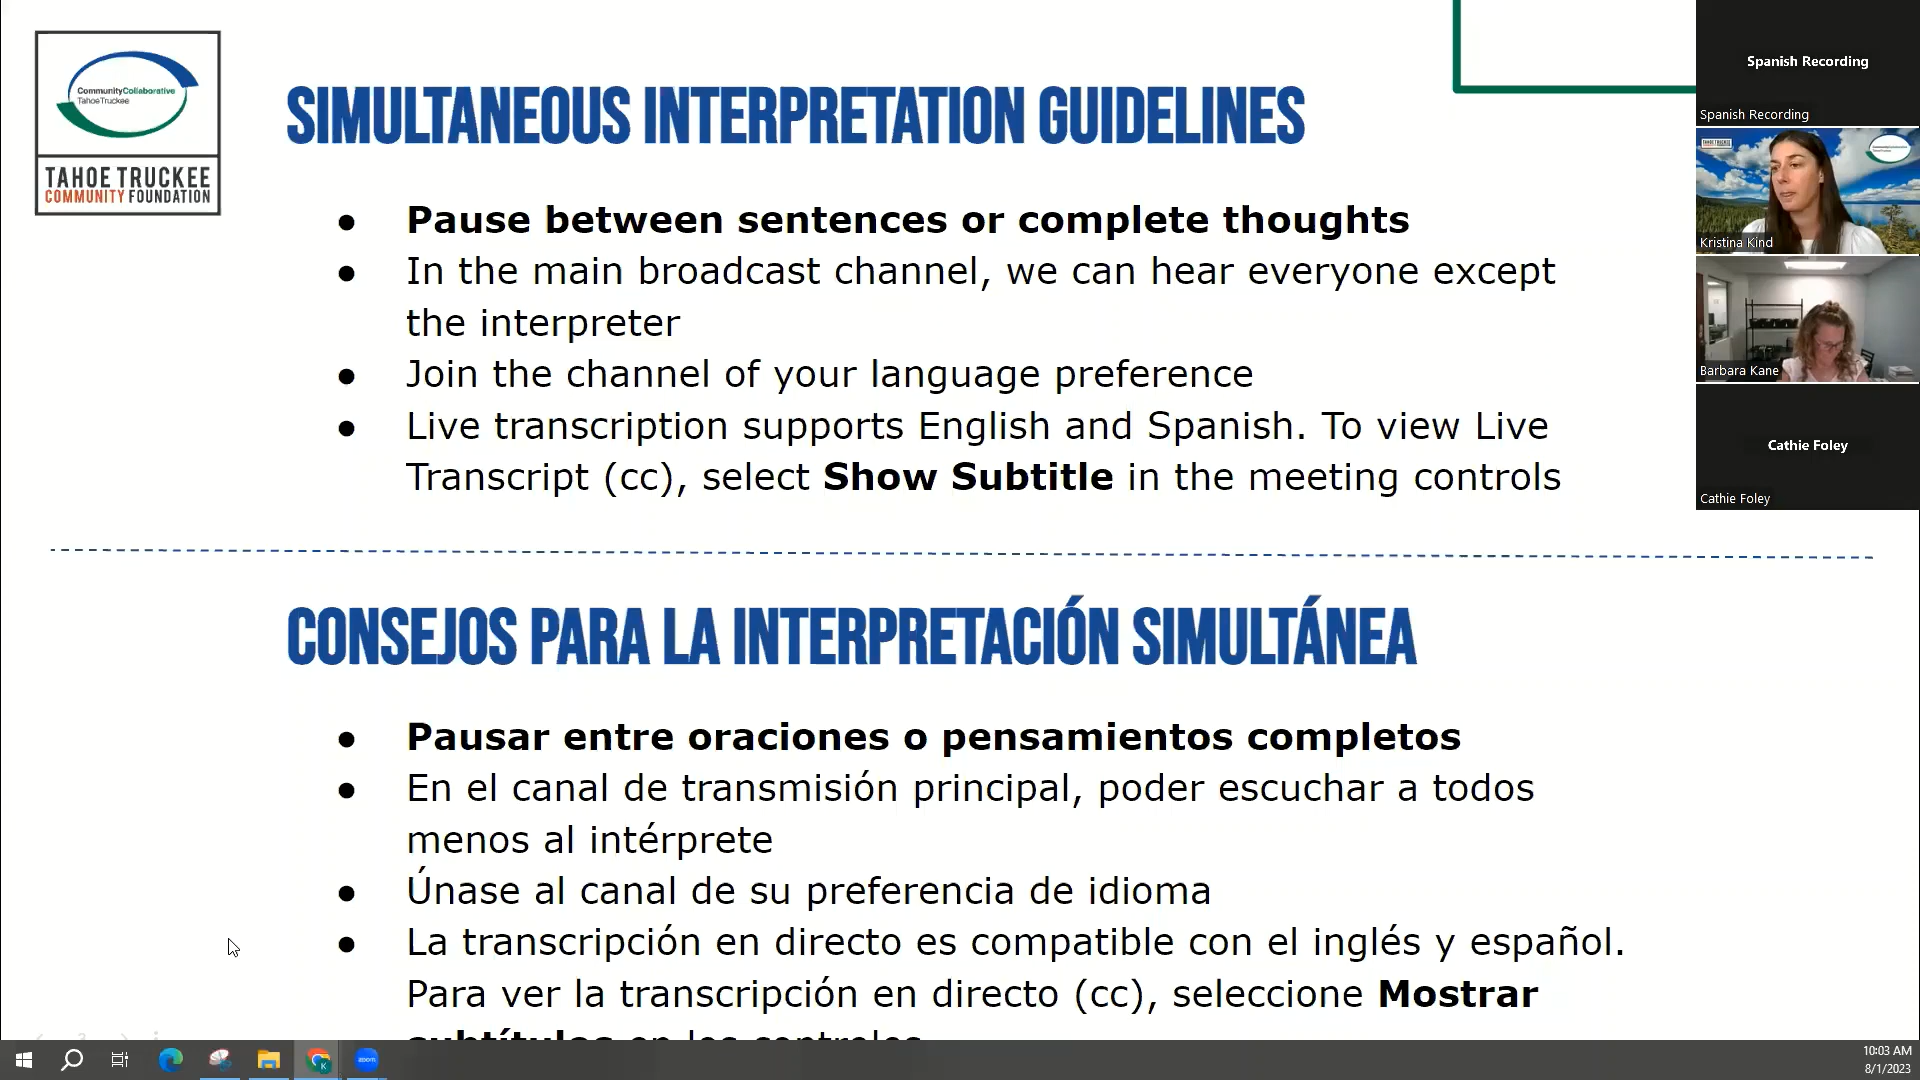 CommunityCollaborative
TahoeTruckee
TAHOE TRUCKEE
COMMUNITY FOUNDATION
SIMULTANEOUS INTERPRETATION GUIDELINES
● Pause between sentences or complete thoughts
● In the main broadcast channel, we can hear everyone except
the interpreter
● Join the channel of your language preference
● Live transcription supports English and Spanish. To view Live
Transcript (cc), select Show Subtitle in the meeting controls
CONSEJOS PARA LA INTERPRETACIÓN SIMULTÁNEA
● Pausar entre oraciones o pensamientos completos
● En el canal de transmisión principal, poder escuchar a todos
menos al intérprete
● Únase al canal de su preferencia de idioma
● La transcripción en directo es compatible con el inglés y español.
Para ver la transcripción en directo (cc), seleccione Mostrar
subtítulos en los controles
Spanish Recording
Spanish Recording
Kristina Kind
Barbara Kane
Cathie Foley
Cathie Foley
zoom
10:03 AM
8/1/2023